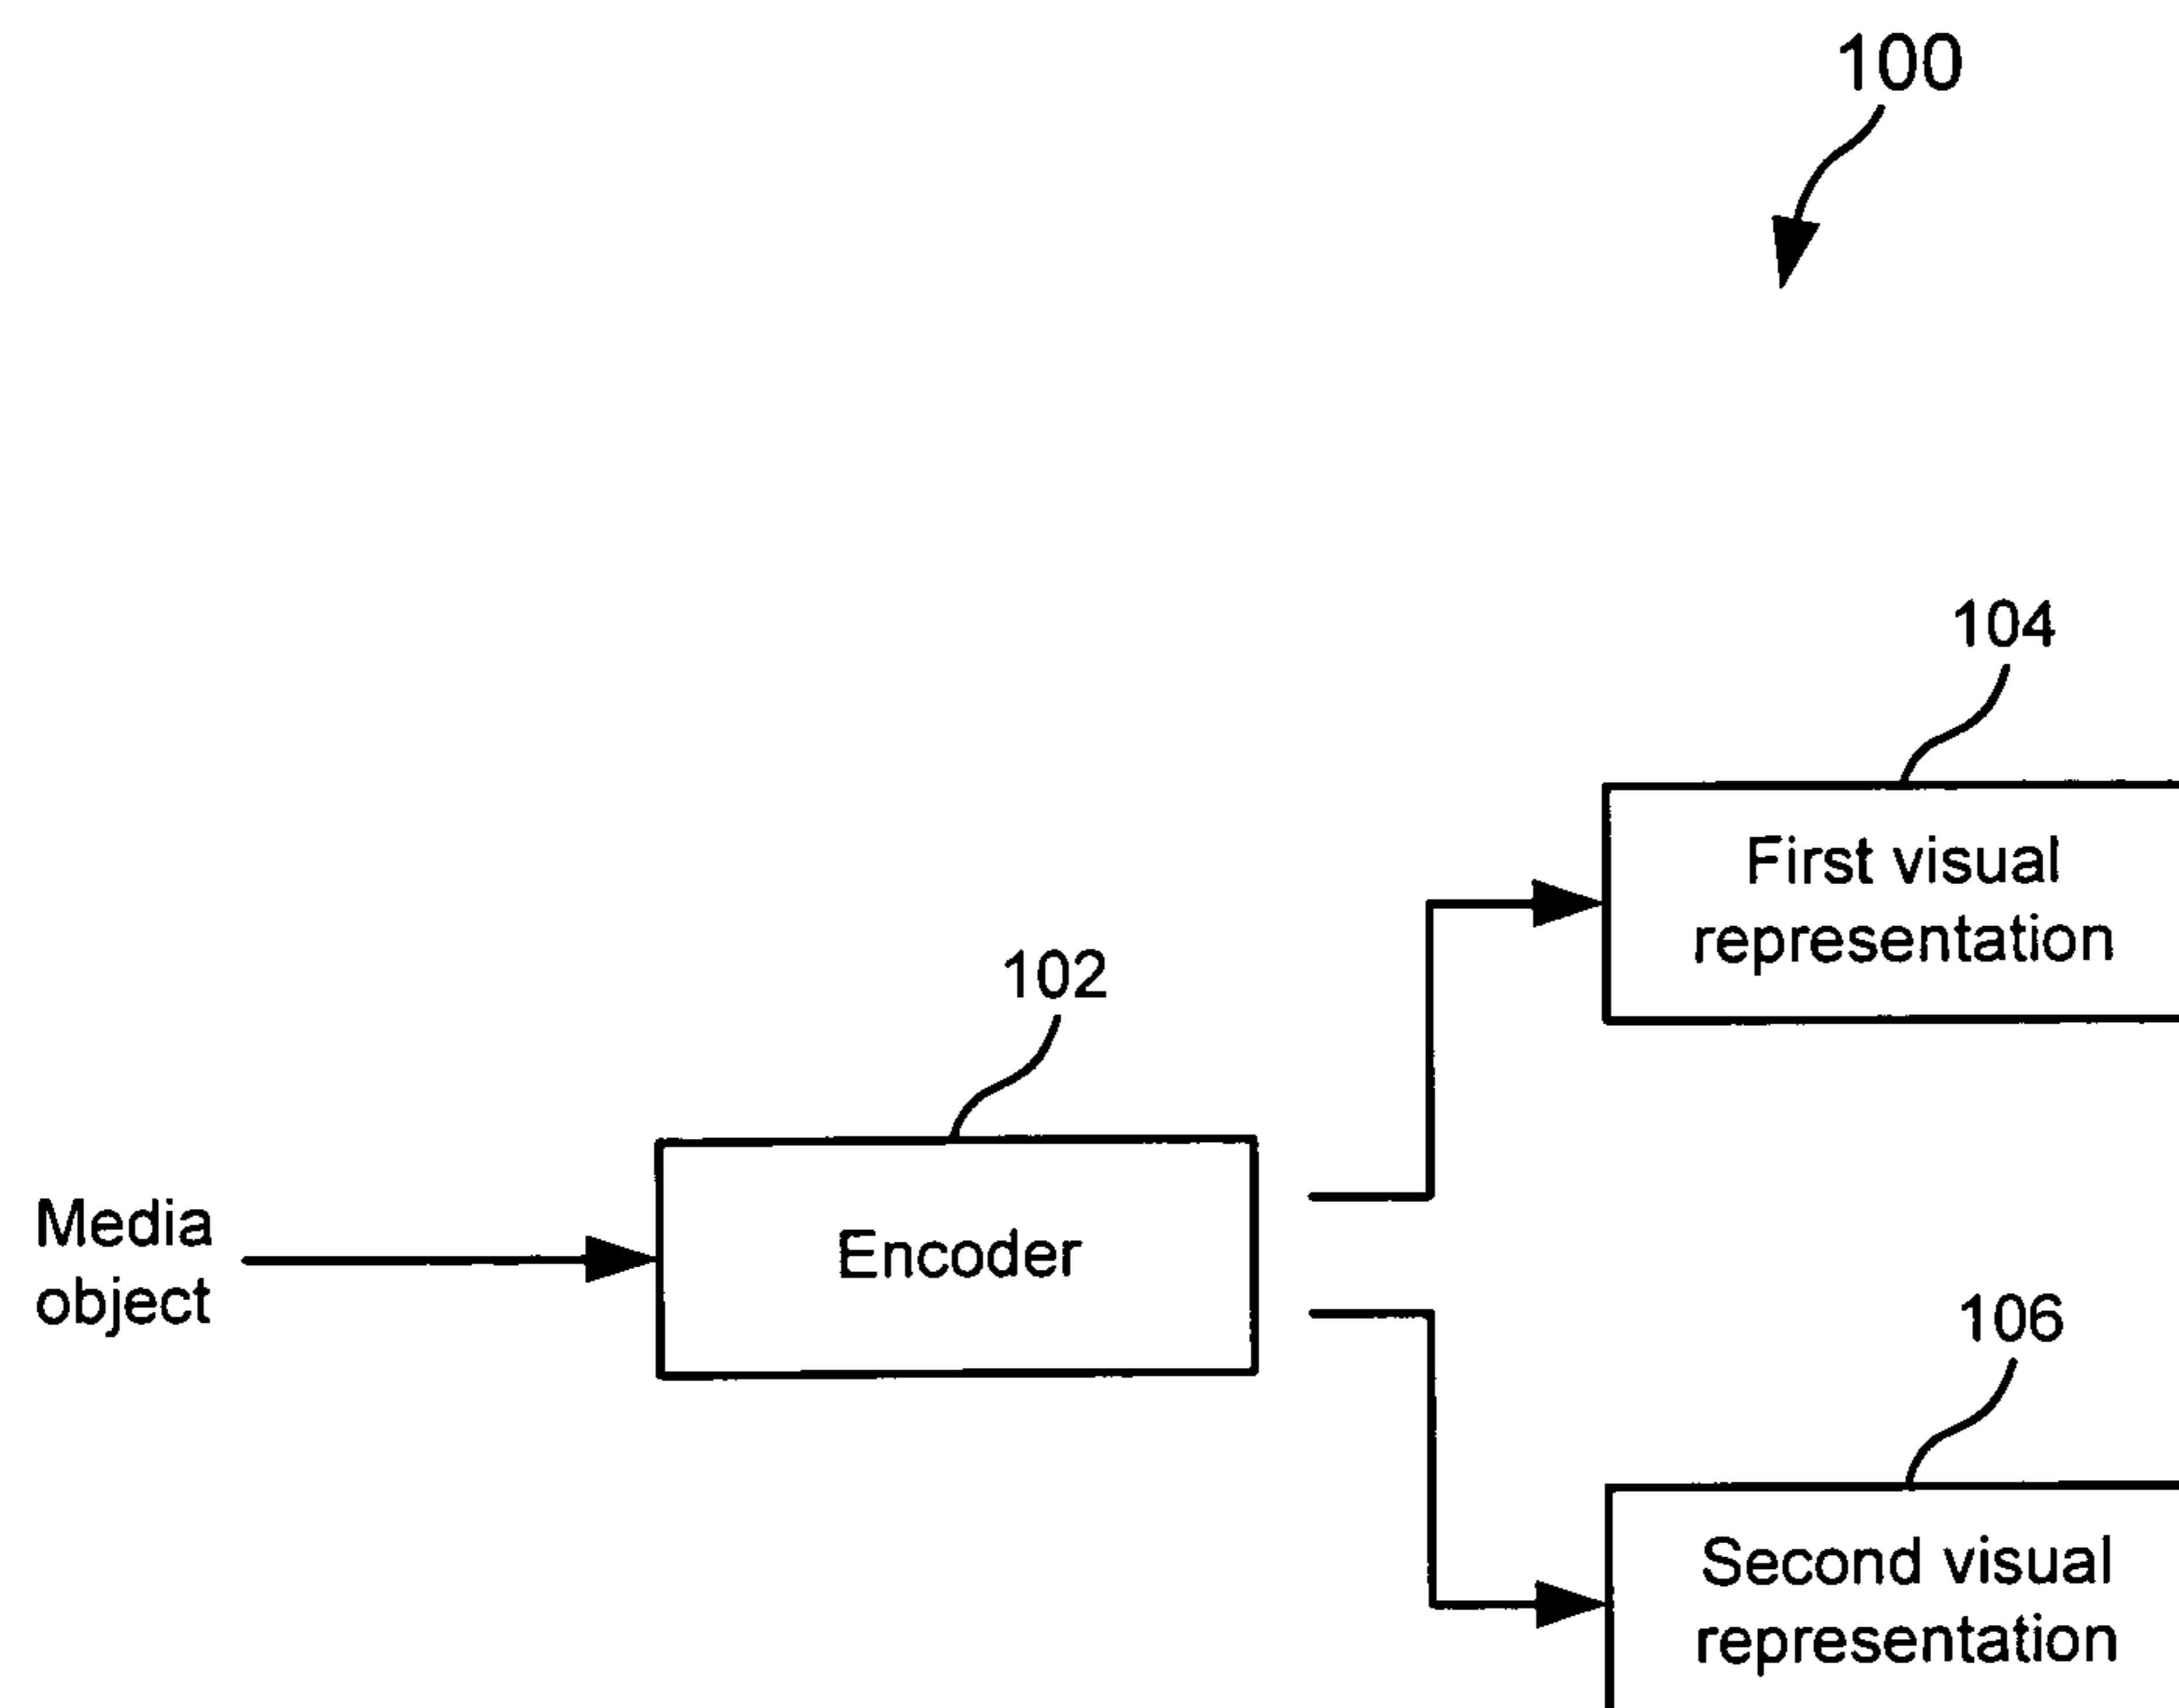 100
104
First visual
representation
102
Media
object
Encoder
106
Second visual
representation